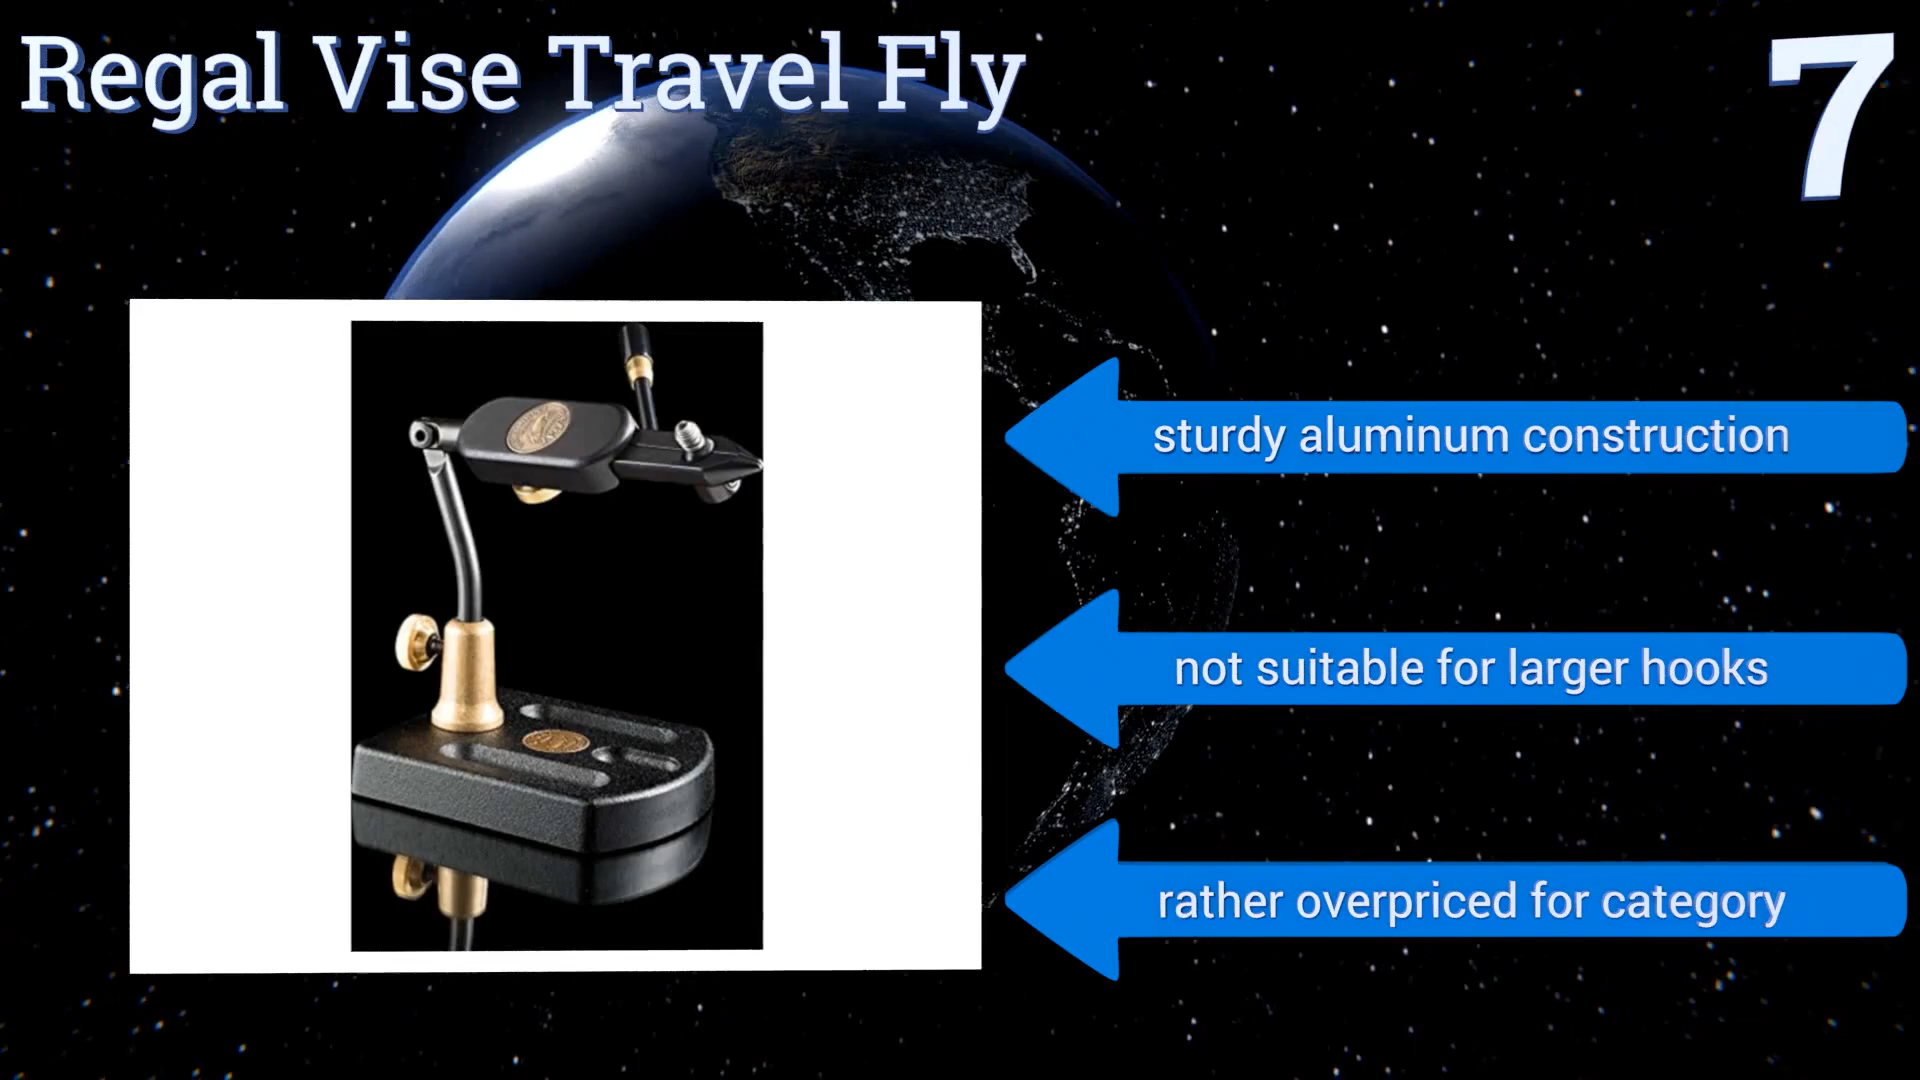 Regal Vise Travel Fly
7
sturdy aluminum construction
not suitable for larger hooks
rather overpriced for category